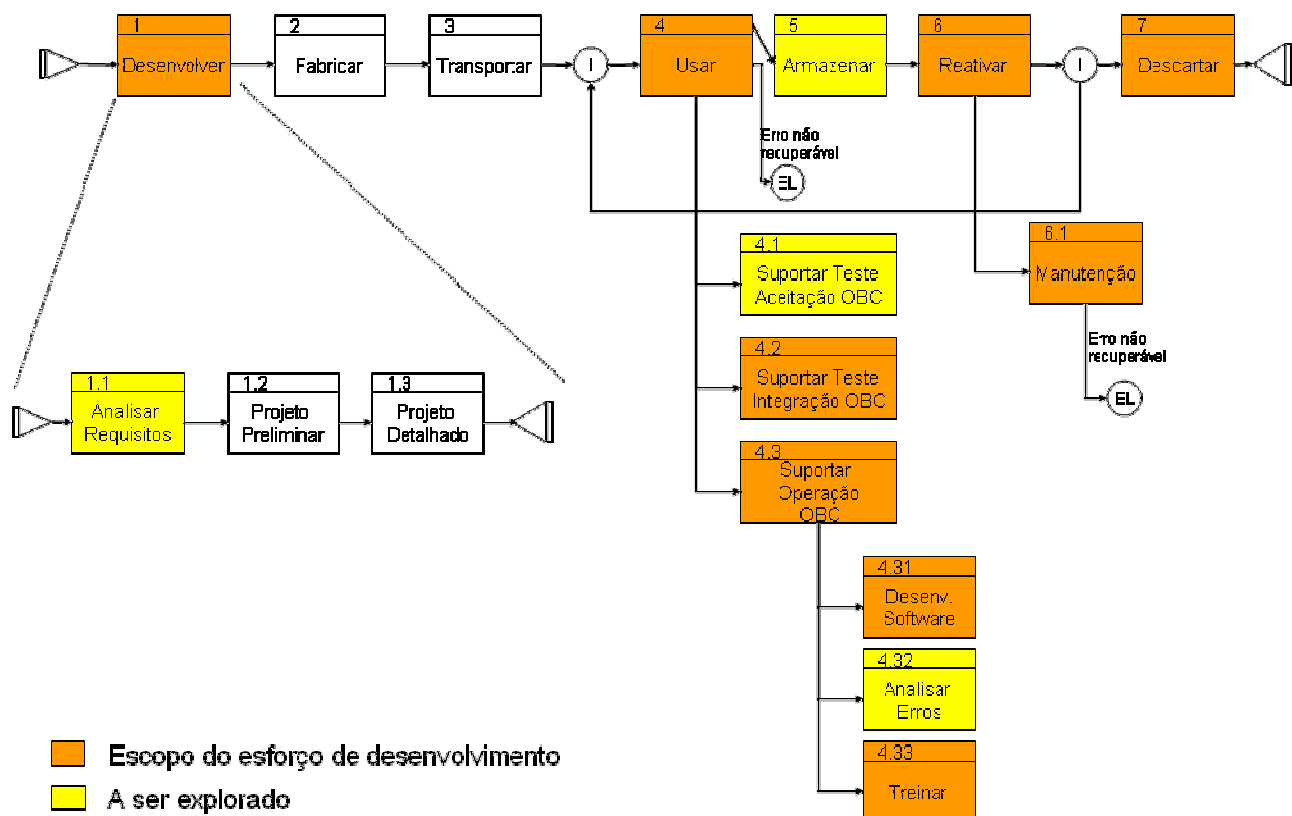 1
Desenvolver
2
Fabricar
3
Transportar
I
4
Usar
5
Armazenar
6
Reativar
I
7
Descartar
Erro não
recuperável
EL
4.1
Suportar Teste
Aceitação OBC
6.1
Manutenção
Erro não
recuperável
EL
4.2
Suportar Teste
Integração OBC
1.1
Analisar
Requisitos
1.2
Projeto
Preliminar
1.3
Projeto
Detalhado
4.3
Suportar
Operação
OBC
4.31
Desenv.
Software
4.32
Analisar
Erros
4.33
Treinar
Escopo do esforço de desenvolvimento
A ser explorado